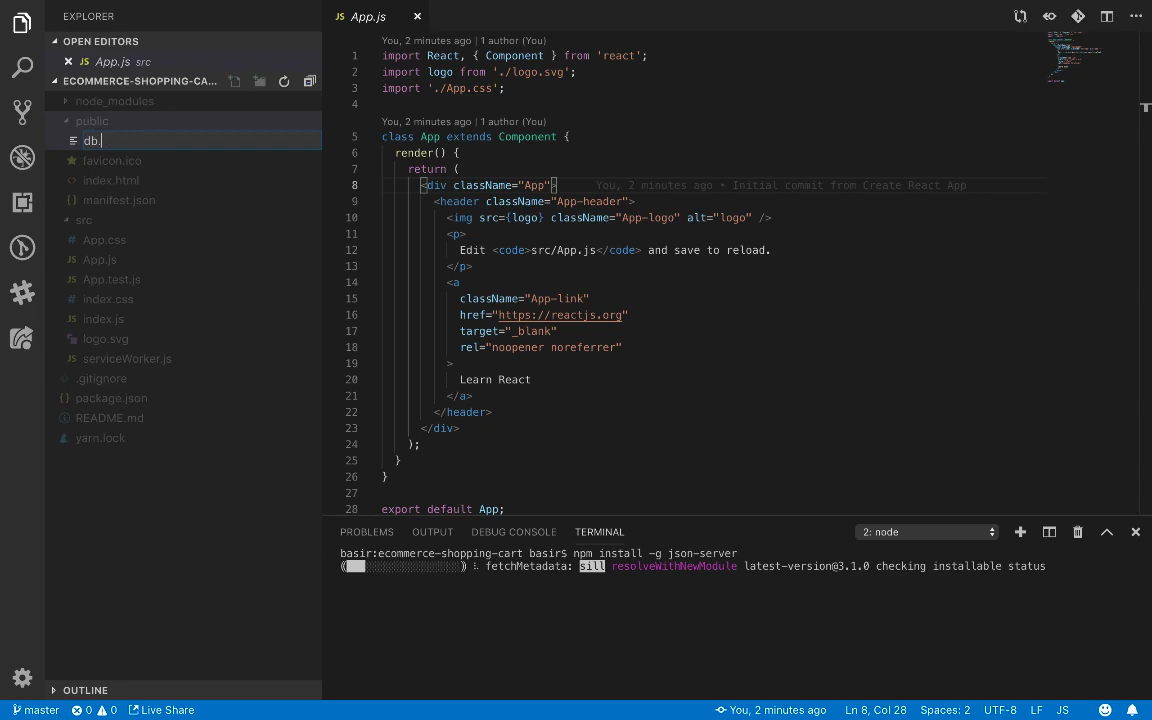 EXPLORER
OPEN EDITORS
JS App.js src
ECOMMERCE-SHOPPING-CA...
node_modules
public
db.
favicon.ico
index.html
manifest.json
src
# App.css
JS App.js
JS App.test.js
# index.css
JS index.js
logo.svg
JS serviceWorker.js
.gitignore
{} package.json
README.md
yarn.lock
OUTLINE
JS App.js
You, 2 minutes ago | 1 author (You)
1 import React, { Component } from 'react';
2 import logo from './logo.svg';
3 import './App.css';
4
You, 2 minutes ago | 1 author (You)
5 class App extends Component {
6 render() {
7 return (
8 <div className="App"> You, 2 minutes ago • Initial commit from Create React App
9 <header className="App-header">
10 <img src={logo} className="App-logo" alt="logo" />
11 <p>
12 Edit <code>src/App.js</code> and save to reload.
13 </p>
14 <a
15 className="App-link"
16 href="https://reactjs.org"
17 target="_blank"
18 rel="noopener noreferrer"
19 >
20 Learn React
21 </a>
22 </header>
23 </div>
24 );
25 }
26 }
27
28 export default App;
PROBLEMS OUTPUT DEBUG CONSOLE TERMINAL 2: node
basir:ecommerce-shopping-cart basir$ npm install -g json-server
fetchMetadata: sill resolveWithNewModule latest-version@3.1.0 checking installable status
master 0 0 Live Share You, 2 minutes ago Ln 8, Col 28 Spaces: 2 UTF-8 LF JS